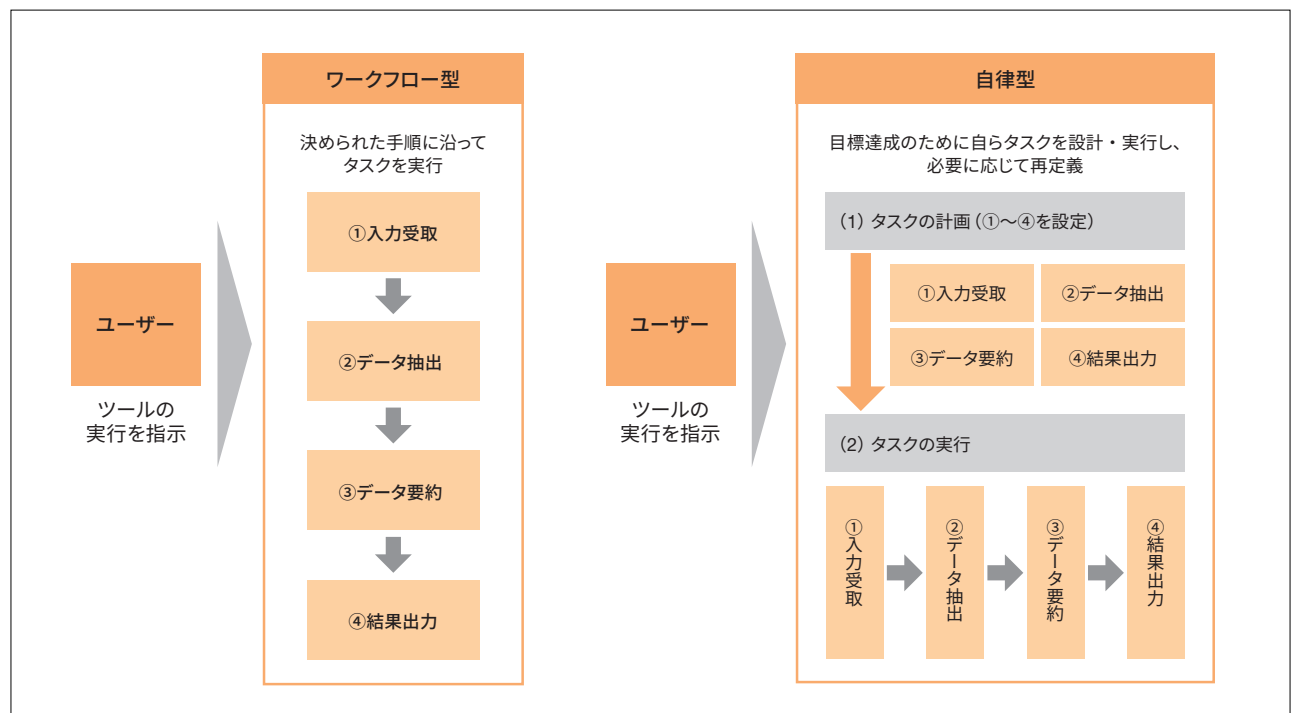 ワークフロー型
決められた手順に沿って
タスクを実行
①入力受取
②データ抽出
③データ要約
④結果出力
ユーザー
ツールの
実行を指示
自律型
目標達成のために自らタスクを設計・実行し、
必要に応じて再定義
(1) タスクの計画(①～④を設定)
①入力受取
②データ抽出
③データ要約
④結果出力
(2) タスクの実行
①入力受取
②データ抽出
③データ要約
④結果出力
ユーザー
ツールの
実行を指示